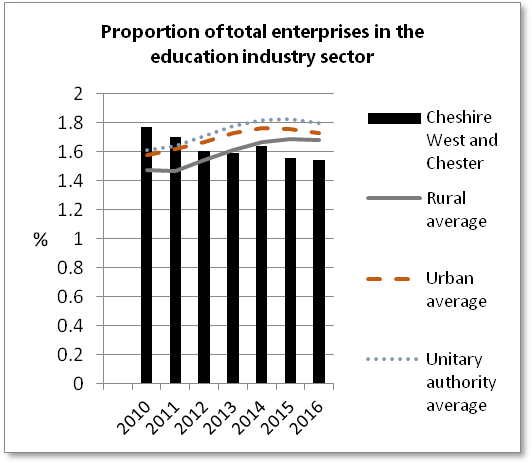 Proportion of total enterprises in the
education industry sector
2
1.8
1.6
1.4
1.2
1
0.8
0.6
0.4
0.2
0
%
2010
2011
2012
2013
2014
2015
2016
Cheshire
West and
Chester
Rural
average
Urban
average
Unitary
authority
average